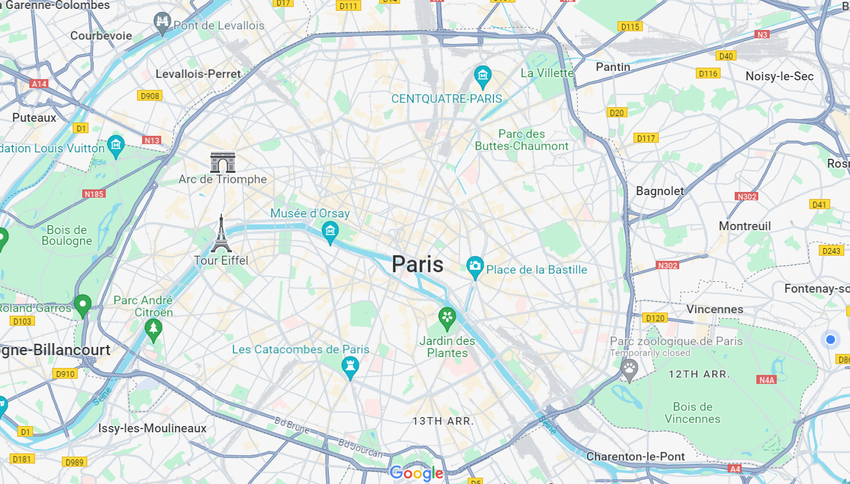 a Garenne-Colombes
D11
D17
D111
D115
N3
B
Pont de Levallois
Courbevoie
Pantin
D40
D116
Noisy-le-Sec
Levallois-Perret
La Villette
A14
D908
CENTQUATRE-PARIS
Puteaux
D20
D1
N13
Parc des
Buttes-Chaumont
D117
dation Louis Vuitton
Rosn
Arc de Triomphe
N185
Bagnolet
N302
D41
Musée d'Orsay
Bois de
Boulogne
Montreuil
D243
Tour Eiffel
Paris
Place de la Bastille
N302
Fontenay-so
Parc André
Citroën
Roland Garros
D103
Vincennes
D120
Jardin des
Plantes
gne-Billancourt
Les Catacombes de Paris
Parc zoologique de Paris
Temporarily closed
D86
D910
12TH ARR.
N4A
Seine
Bois de
Vincennes
13TH ARR.
Bd Brune
Seine
D1
Issy-les-Moulineaux
Bd Jourdan
D181
D989
Google
Charenton-le-Pont
A4
D5